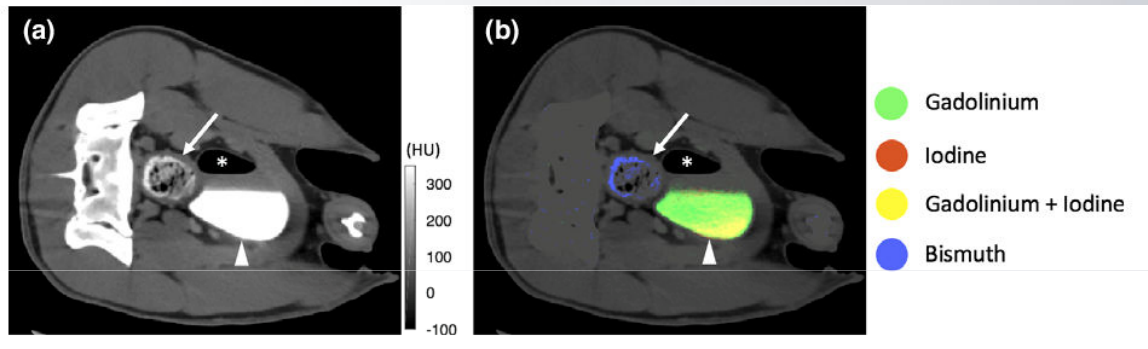 (a)
*
(HU)
300
200
100
0
-100
(b)
*
Gadolinium
Iodine
Gadolinium + Iodine
Bismuth